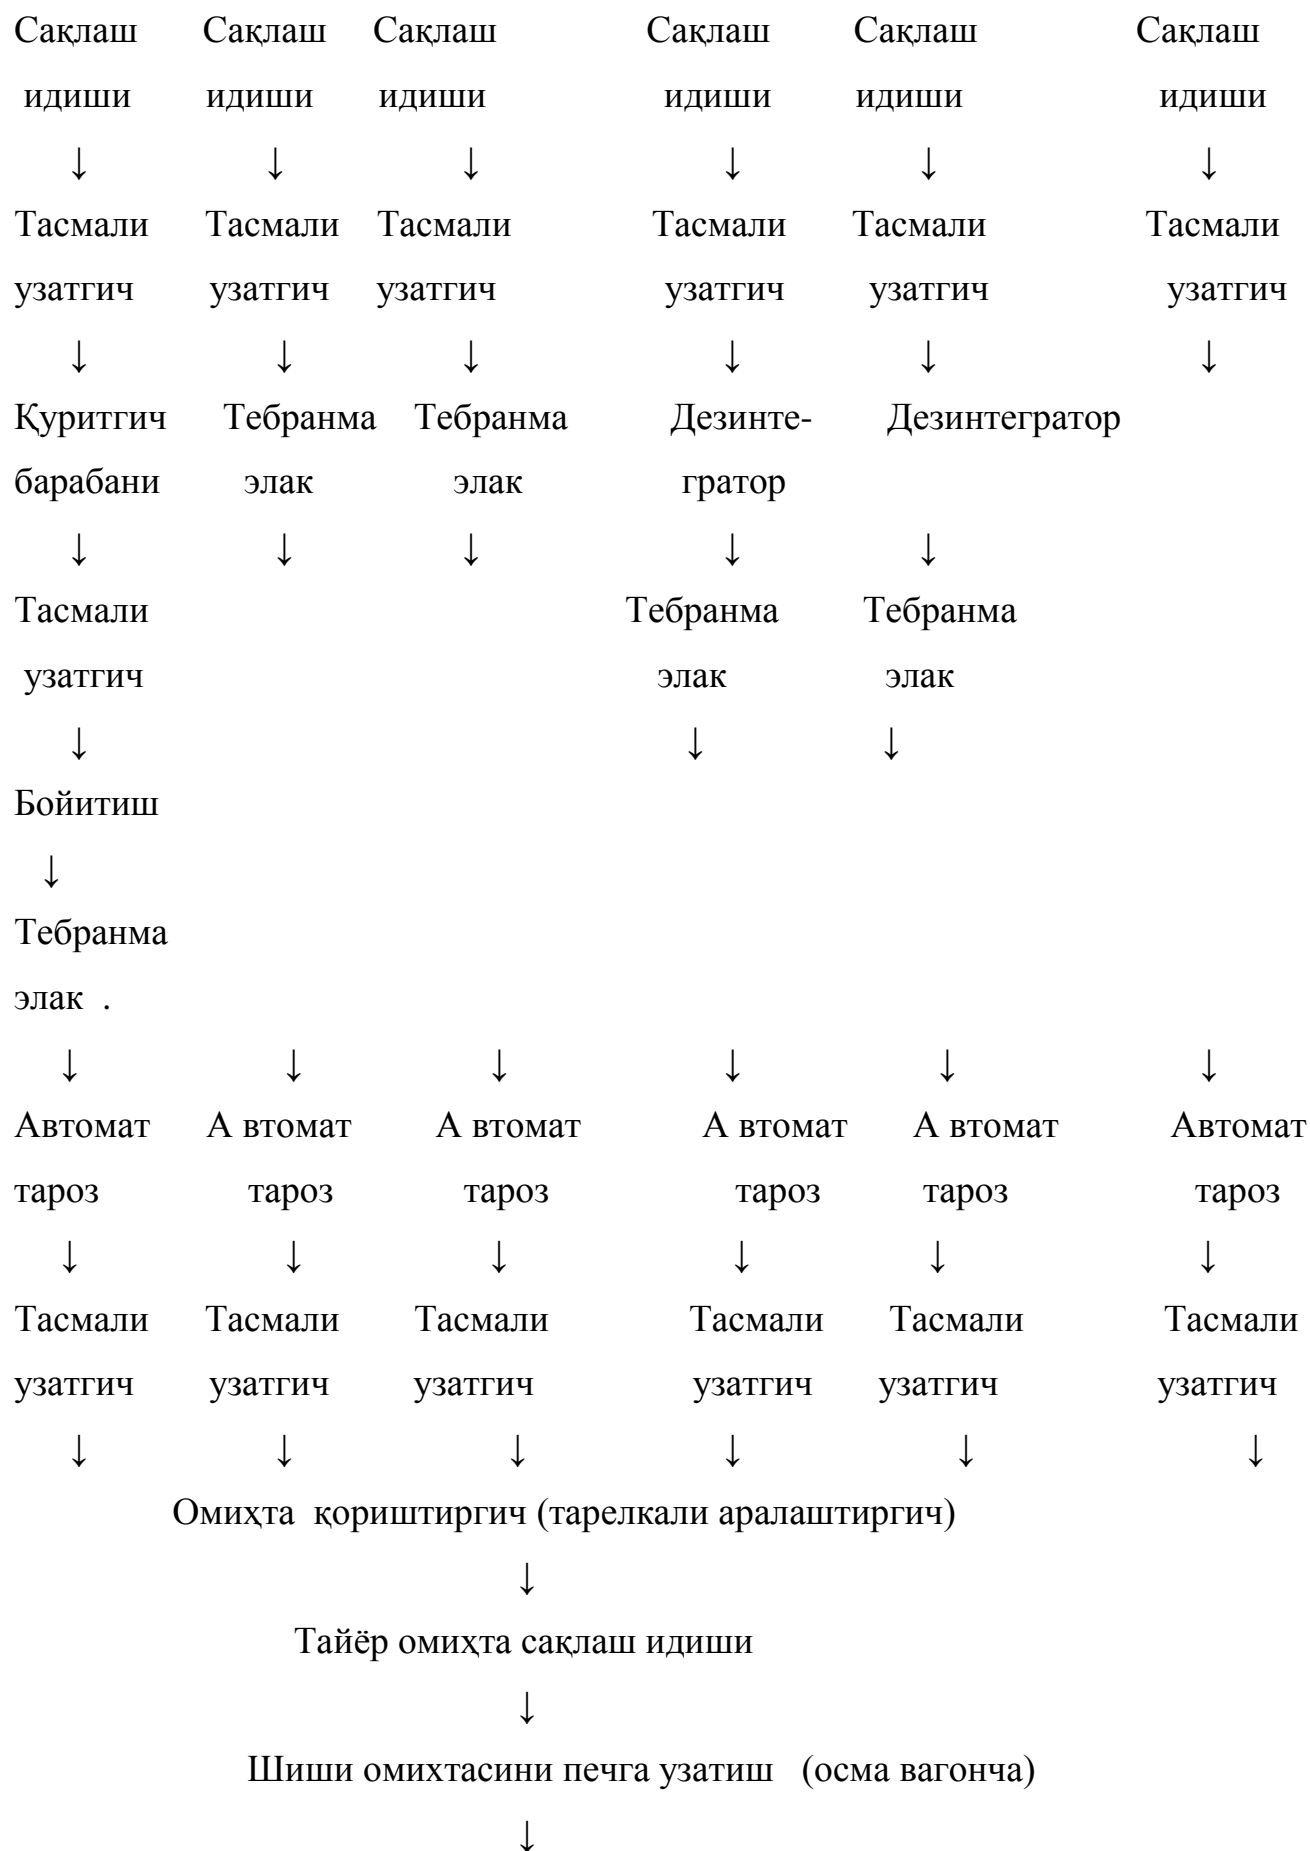 Сақлаш Сақлаш Сақлаш Сақлаш Сақлаш Сақлаш
идиши идиши идиши идиши идиши идиши
↓ ↓ ↓ ↓ ↓ ↓
Тасмали Тасмали Тасмали Тасмали Тасмали Тасмали
узатгич узатгич узатгич узатгич узатгич узатгич
↓ ↓ ↓ ↓ ↓ ↓
Қуритгич Тебранма Тебранма Дезинте- Дезинтегратор
барабани элак элак гратор
↓ ↓ ↓ ↓ ↓
Тасмали Тебранма Тебранма
узатгич элак элак
↓ ↓ ↓
Бойитиш
↓
Тебранма
элак .
↓ ↓ ↓ ↓ ↓ ↓
Автомат А втомат А втомат А втомат А втомат Автомат
тароз тароз тароз тароз тароз тароз
↓ ↓ ↓ ↓ ↓ ↓
Тасмали Тасмали Тасмали Тасмали Тасмали Тасмали
узатгич узатгич узатгич узатгич узатгич узатгич
↓ ↓ ↓ ↓ ↓ ↓
Омиҳта қориштиргич (тарелкали аралаштиргич)
↓
Тайёр омиҳта сақлаш идиши
↓
Шиши омихтасини печга узатиш (осма вагонча)
↓